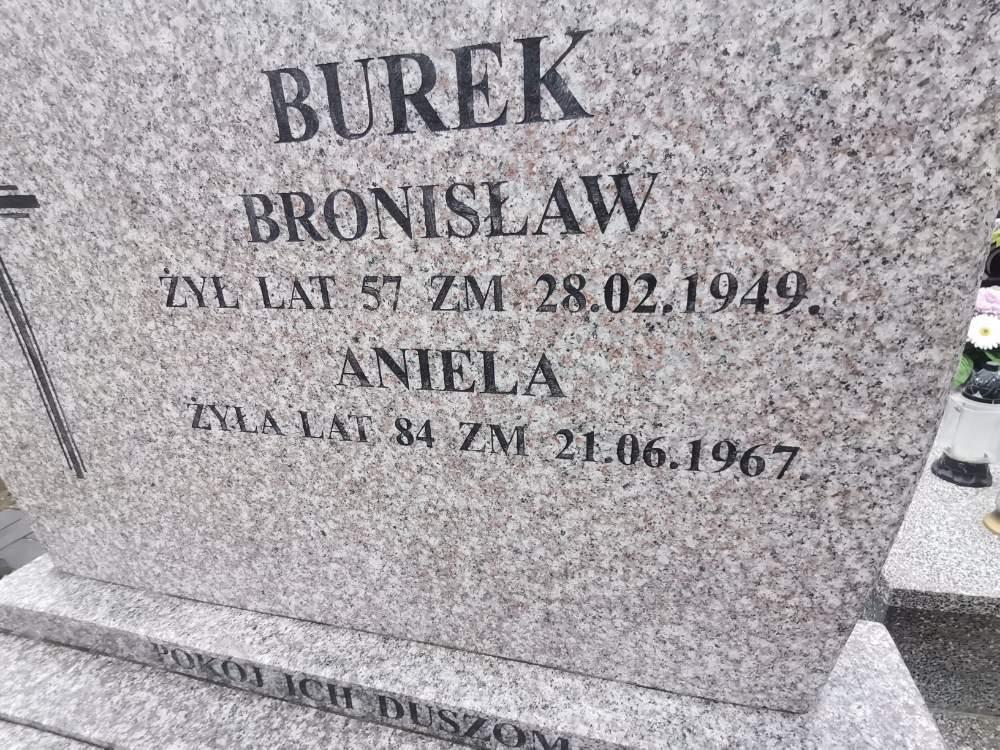 BUREK
BRONISŁAW
ŻYŁ LAT 57 ZM 28.02.1949.
ANIELA
ŻYŁA LAT 84 ZM 21.06.1967.
POKÓJ ICH DUSZOM